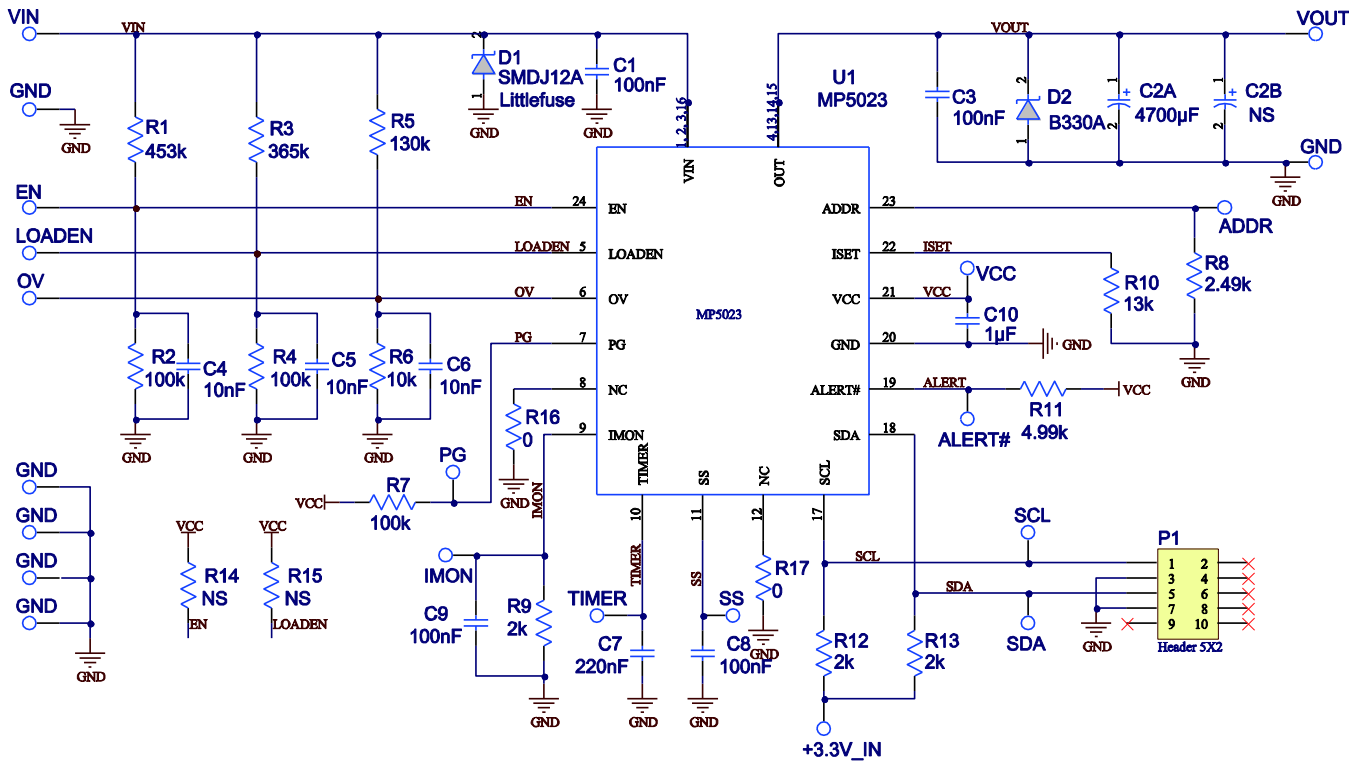 VIN
VIN
VOUT
VOUT
GND
GND
R1
453k
R3
365k
R5
130k
2
D1
SMDJ12A
Littlefuse
1
GND
C1
100nF
GND
1, 2, 3,16
4,13,14,15
U1
MP5023
C3
100nF
2
D2
B330A
1
1
+
C2A
4700µF
2
1
+
C2B
NS
2
GND
GND
VIN
OUT
EN
EN
24
EN
ADDR
23
ADDR
LOADEN
LOADEN
5
LOADEN
ISET
22
ISET
OV
OV
6
OV
VCC
21
VCC
VCC
R10
13k
R8
2.49k
MP5023
C10
1µF
PG
7
PG
GND
20
GND
GND
R2
100k
C4
10nF
R4
100k
C5
10nF
R6
10k
C6
10nF
8
NC
ALERT#
19
ALERT
R11
4.99k
VCC
ALERT#
R16
0
GND
9
IMON
SDA
18
GND
GND
GND
TIMER
SS
NC
SCL
10
11
12
17
GND
GND
GND
GND
GND
VCC
R7
100k
PG
IMON
VCC
R14
NS
EN
VCC
R15
NS
LOADEN
IMON
C9
100nF
R9
2k
GND
TIMER
TIMER
C7
220nF
GND
SS
SS
C8
100nF
GND
R17
0
GND
SCL
SCL
SDA
SDA
R12
2k
R13
2k
+3.3V_IN
P1
1 2
3 4
5 6
7 8
9 10
Header 5X2
GND